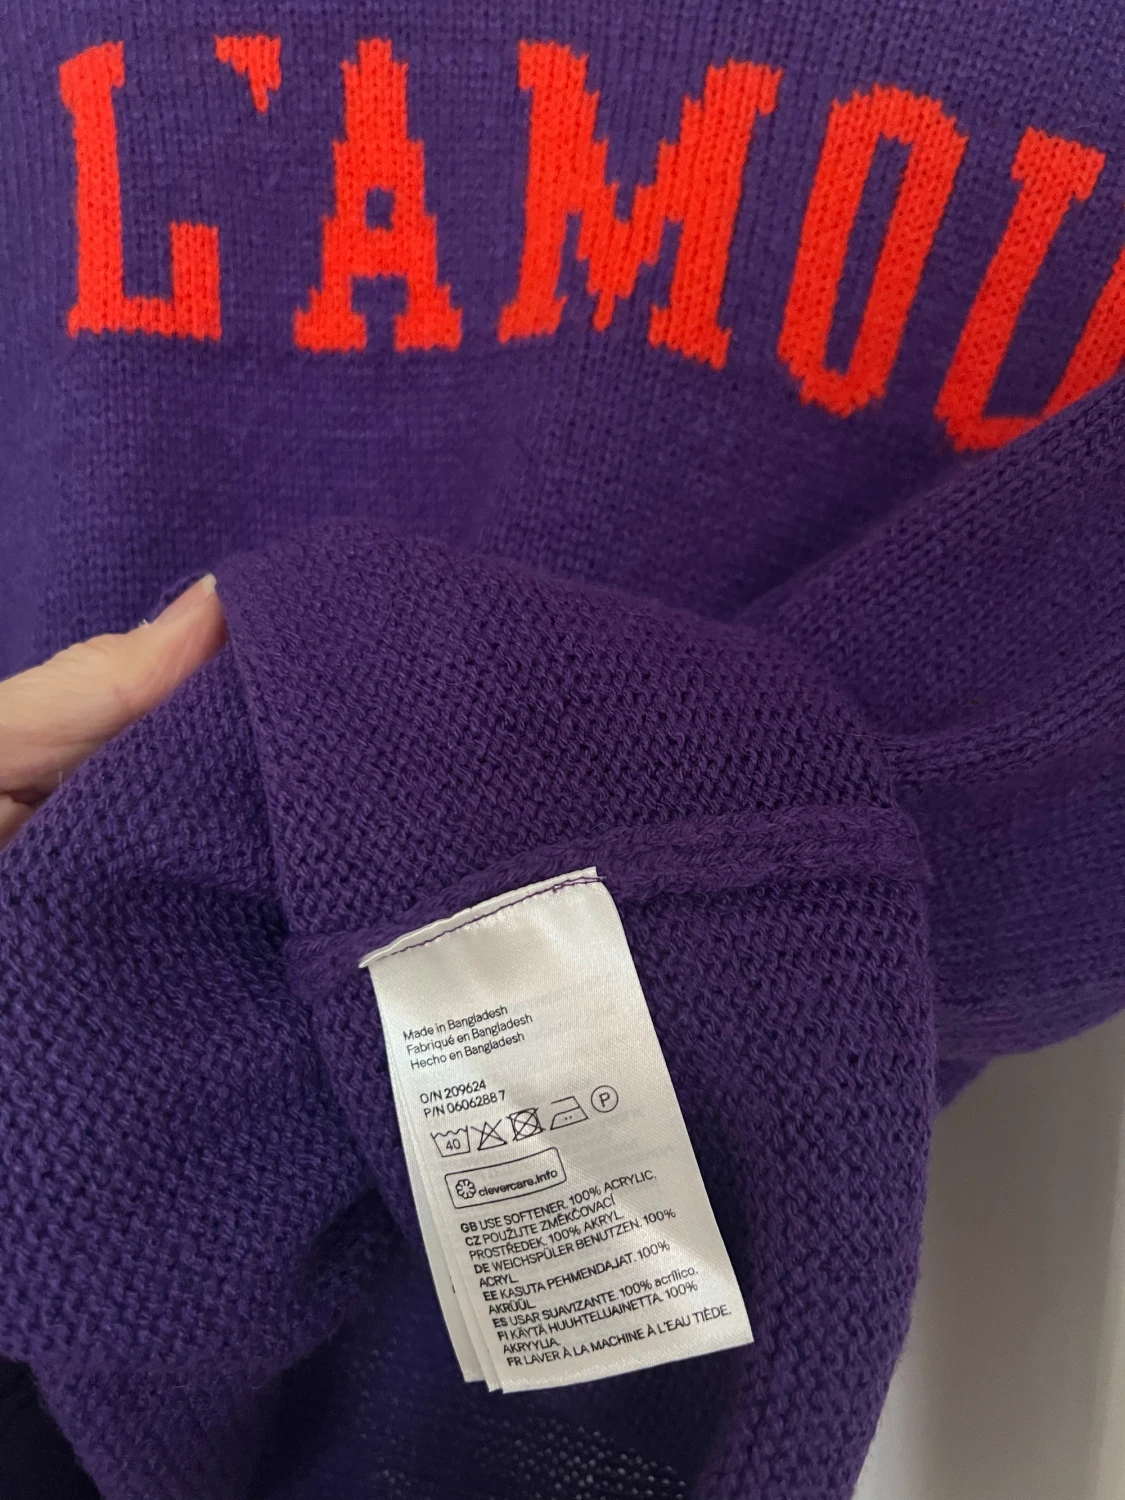 L'AMOU
Made in Bangladesh
Fabriqué en Bangladesh
Hecho en Bangladesh
O/N 209624
P/N 06062887
40
P
clevercare.info
GB USE SOFTENER. 100% ACRYLIC.
CZ POUŽIJTE ZMĚKČOVACÍ
PROSTŘEDEK. 100% AKRYL.
DE WEICHSPÜLER BENUTZEN. 100%
ACRYL
EE KASUTA PEHMENDAJAT. 100%
AKRÜÜL
ES USAR SUAVIZANTE. 100% acrílico.
FI KÄYTÄ HUUHTELUAINETTA. 100%
AKRYYLIA.
FR LAVER À LA MACHINE À L'EAU TIÈDE.